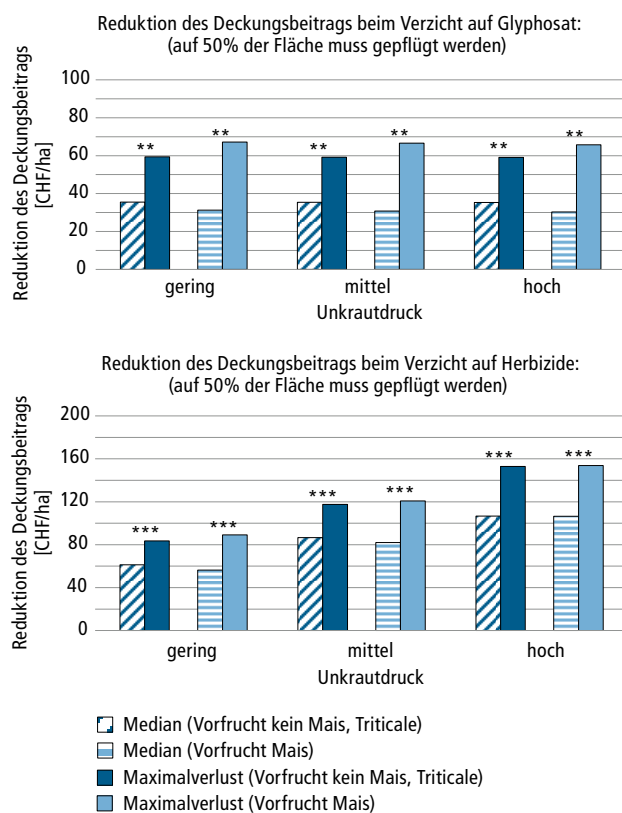 Reduktion des Deckungsbeitrags beim Verzicht auf Glyphosat:
(auf 50% der Fläche muss gepflügt werden)
Reduktion des Deckungsbeitrags
[CHF/ha]
100
80
60
40
20
0
** ** ** ** ** **
gering mittel hoch
Unkrautdruck
Reduktion des Deckungsbeitrags beim Verzicht auf Herbizide:
(auf 50% der Fläche muss gepflügt werden)
Reduktion des Deckungsbeitrags
[CHF/ha]
200
160
120
80
40
0
*** *** *** *** *** ***
gering mittel hoch
Unkrautdruck
Median (Vorfrucht kein Mais, Triticale)
Median (Vorfrucht Mais)
Maximalverlust (Vorfrucht kein Mais, Triticale)
Maximalverlust (Vorfrucht Mais)